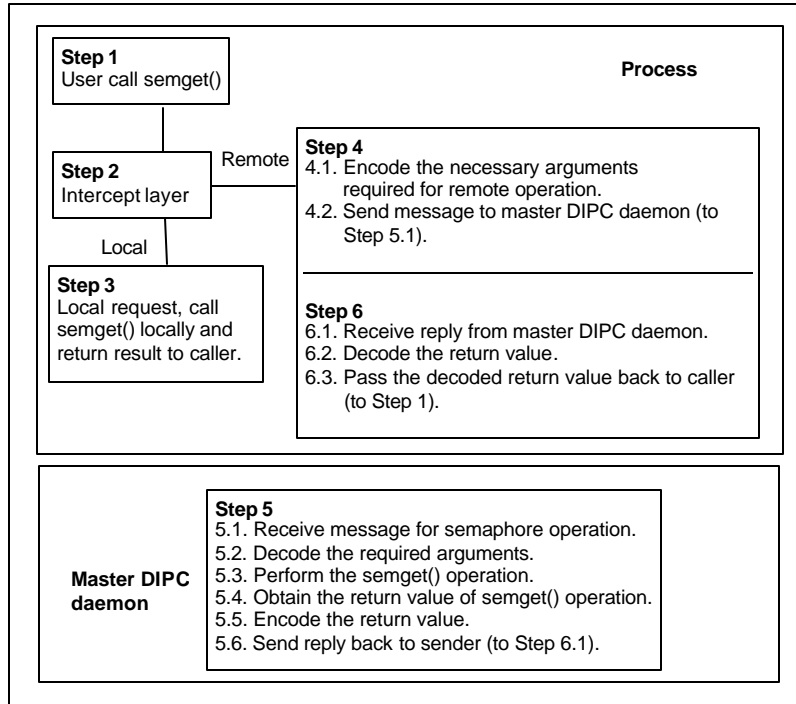 Step 1
User call semget()
Process
Step 2
Intercept layer
Remote
Local
Step 3
Local request, call
semget() locally and
return result to caller.
Step 4
4.1. Encode the necessary arguments
required for remote operation.
4.2. Send message to master DIPC daemon (to
Step 5.1).
Step 6
6.1. Receive reply from master DIPC daemon.
6.2. Decode the return value.
6.3. Pass the decoded return value back to caller
(to Step 1).
Master DIPC
daemon
Step 5
5.1. Receive message for semaphore operation.
5.2. Decode the required arguments.
5.3. Perform the semget() operation.
5.4. Obtain the return value of semget() operation.
5.5. Encode the return value.
5.6. Send reply back to sender (to Step 6.1).